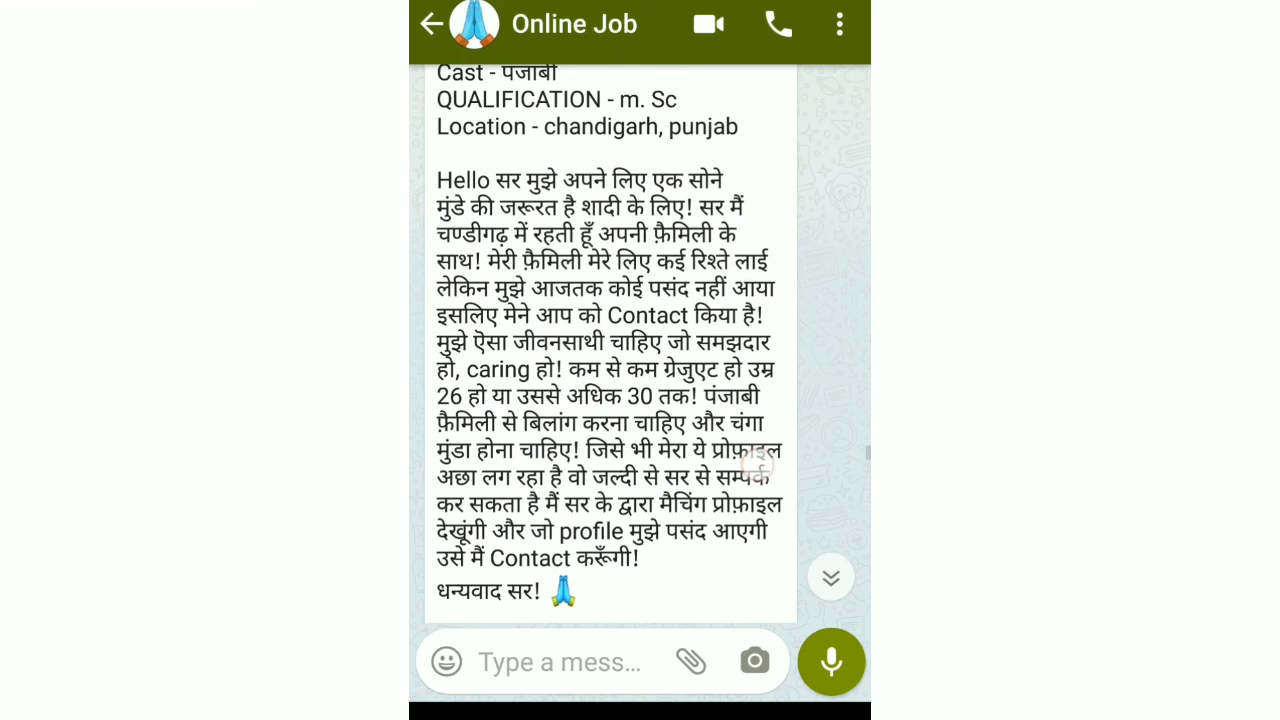 Online Job
Cast - पंजाबी
QUALIFICATION - m. Sc
Location - chandigarh, punjab
Hello सर मुझे अपने लिए एक सोने
मुंडे की जरूरत है शादी के लिए! सर मैं
चण्डीगढ़ में रहती हूँ अपनी फ़ैमिली के
साथ! मेरी फ़ैमिली मेरे लिए कई रिश्ते लाई
लेकिन मुझे आजतक कोई पसंद नहीं आया
इसलिए मेने आप को Contact किया है!
मुझे ऎसा जीवनसाथी चाहिए जो समझदार
हो, caring हो! कम से कम ग्रेजुएट हो उम्र
26 हो या उससे अधिक 30 तक! पंजाबी
फ़ैमिली से बिलांग करना चाहिए और चंगा
मुंडा होना चाहिए! जिसे भी मेरा ये प्रोफ़ाइल
अछा लग रहा है वो जल्दी से सर से सम्पर्क
कर सकता है मैं सर के द्वारा मैचिंग प्रोफ़ाइल
देखूंगी और जो profile मुझे पसंद आएगी
उसे मैं Contact करूँगी!
धन्यवाद सर!
Type a mess...